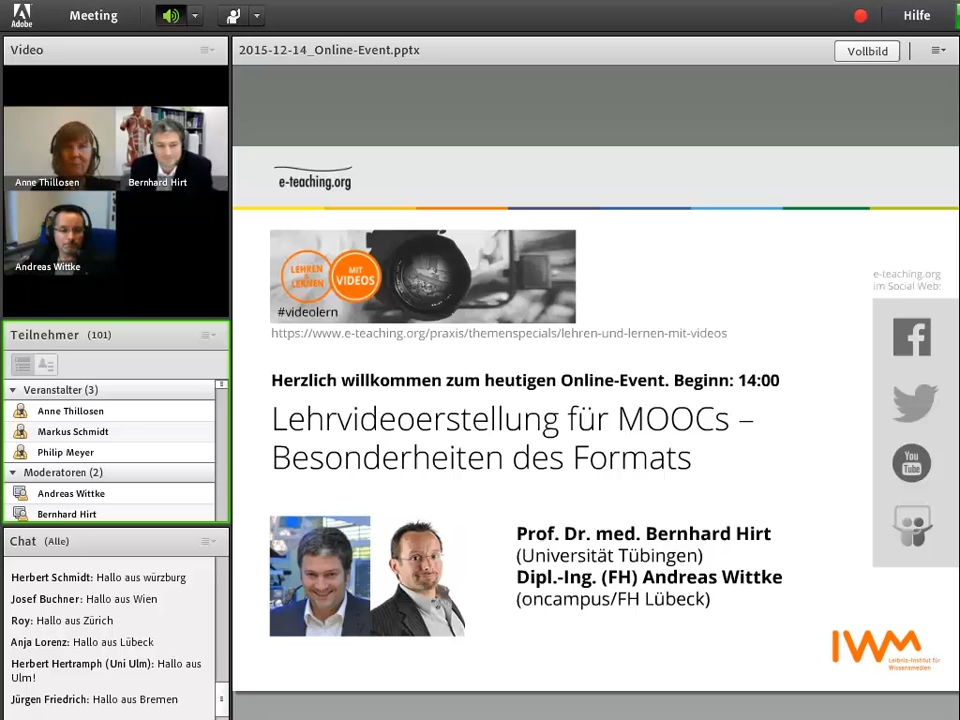 Adobe
Meeting
Hilfe
Video
Anne Thillosen
Bernhard Hirt
Andreas Wittke
Teilnehmer (101)
Veranstalter (3)
Anne Thillosen
Markus Schmidt
Philip Meyer
Moderatoren (2)
Andreas Wittke
Bernhard Hirt
Chat (Alle)
Herbert Schmidt: Hallo aus würzburg
Josef Buchner: Hallo aus Wien
Roy: Hallo aus Zürich
Anja Lorenz: Hallo aus Lübeck
Herbert Hertramph (Uni Ulm): Hallo aus
Ulm!
Jürgen Friedrich: Hallo aus Bremen
2015-12-14_Online-Event.pptx
Vollbild
e-teaching.org
LEHREN
&
LERNEN
MIT
VIDEOS
#videolern
https://www.e-teaching.org/praxis/themenspecials/lehren-und-lernen-mit-videos
e-teaching.org
im Social Web:
You
Tube
Herzlich willkommen zum heutigen Online-Event. Beginn: 14:00
Lehrvideoerstellung für MOOCs –
Besonderheiten des Formats
Prof. Dr. med. Bernhard Hirt
(Universität Tübingen)
Dipl.-Ing. (FH) Andreas Wittke
(oncampus/FH Lübeck)
IWM
Leibniz-Institut für
Wissensmedien